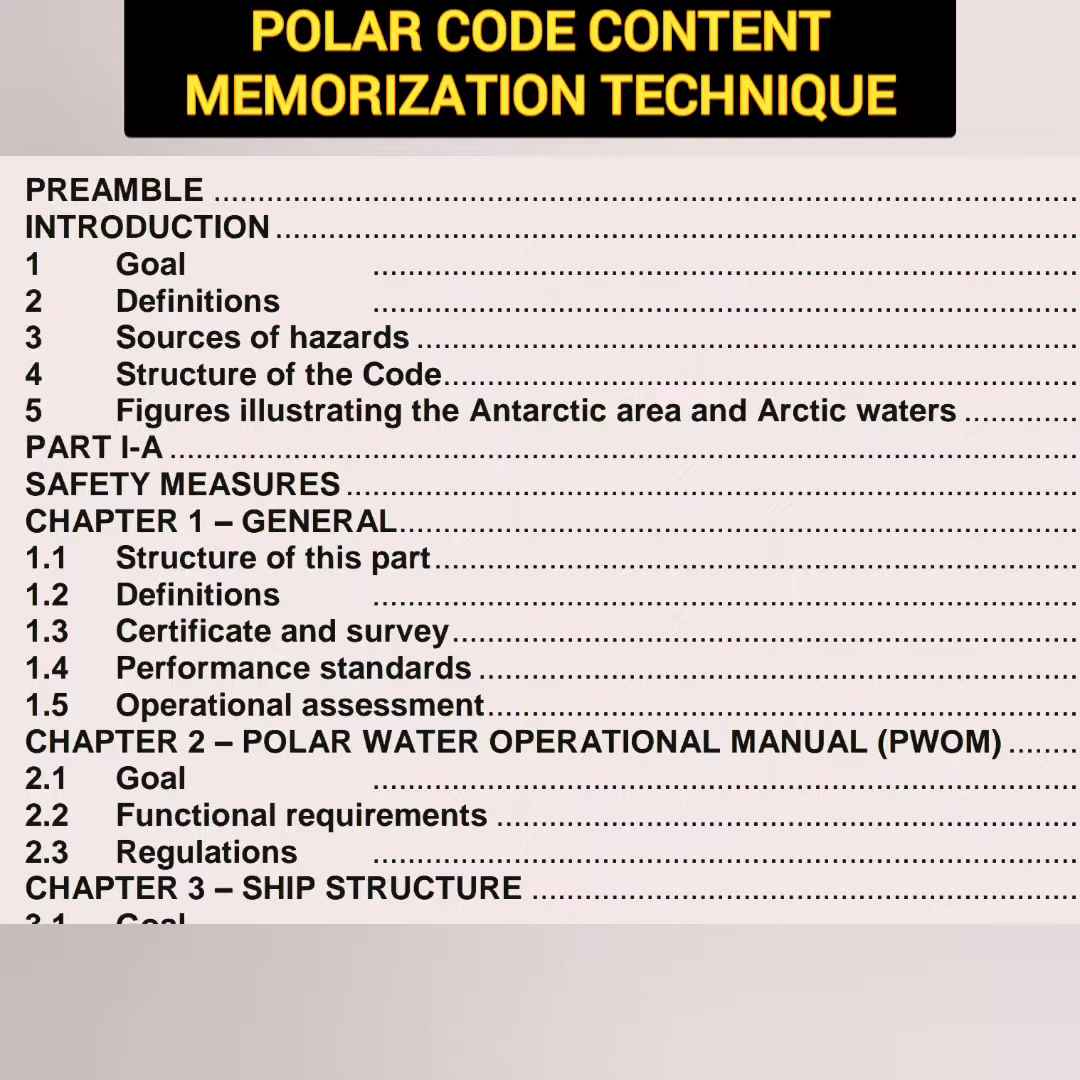 POLAR CODE CONTENT
MEMORIZATION TECHNIQUE
PREAMBLE ........................................................................
INTRODUCTION ........................................................................
1 Goal ........................................................................
2 Definitions ........................................................................
3 Sources of hazards ........................................................................
4 Structure of the Code ........................................................................
5 Figures illustrating the Antarctic area and Arctic waters ............
PART I-A ........................................................................
SAFETY MEASURES ........................................................................
CHAPTER 1 – GENERAL ........................................................................
1.1 Structure of this part ........................................................................
1.2 Definitions ........................................................................
1.3 Certificate and survey ........................................................................
1.4 Performance standards ........................................................................
1.5 Operational assessment ........................................................................
CHAPTER 2 – POLAR WATER OPERATIONAL MANUAL (PWOM) ........
2.1 Goal ........................................................................
2.2 Functional requirements ........................................................................
2.3 Regulations ........................................................................
CHAPTER 3 – SHIP STRUCTURE ..............................................................
3.1 Goal